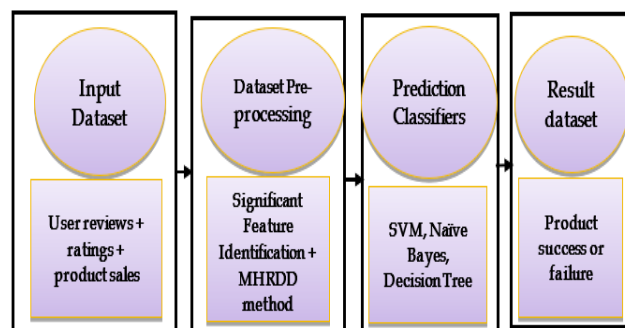 Input
Dataset
User reviews +
ratings +
product sales
Dataset Pre-
processing
Significant
Feature
Identification +
MHRDD
method
Prediction
Classifiers
SVM, Naïve
Bayes,
Decision Tree
Result
dataset
Product
success or
failure